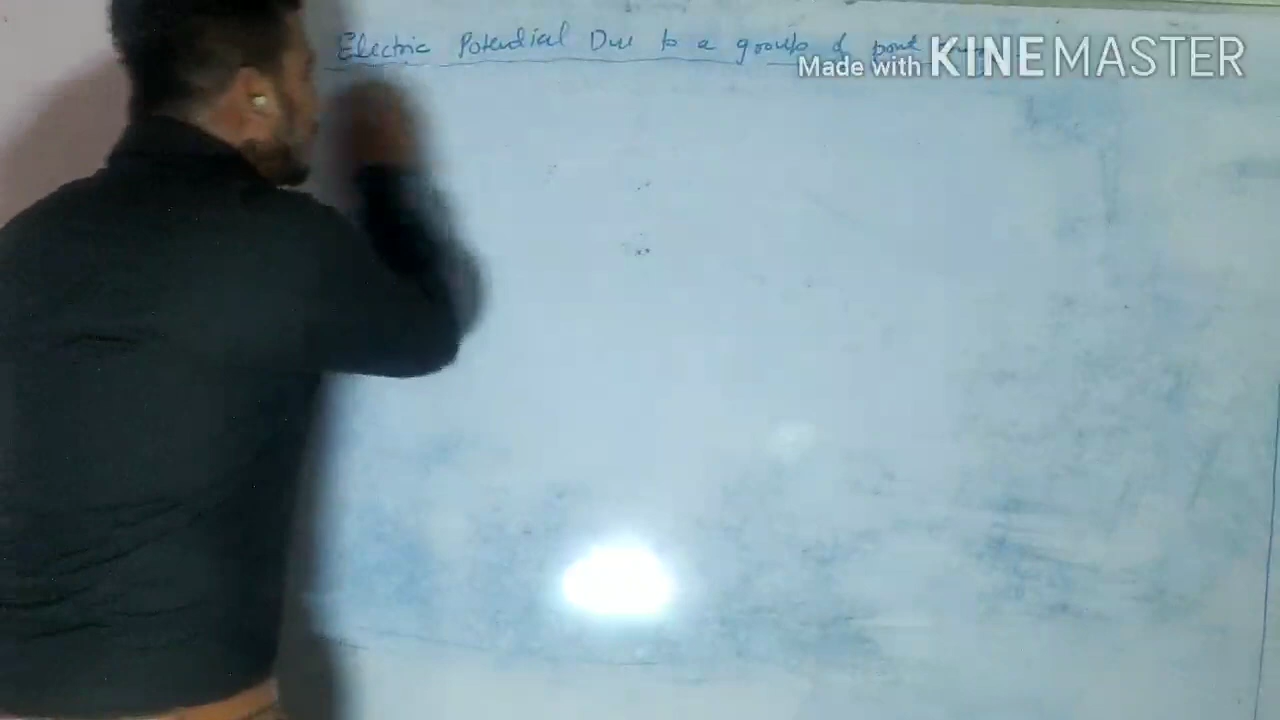 Electric Potential Due to a group of point
Made with KINEMASTER